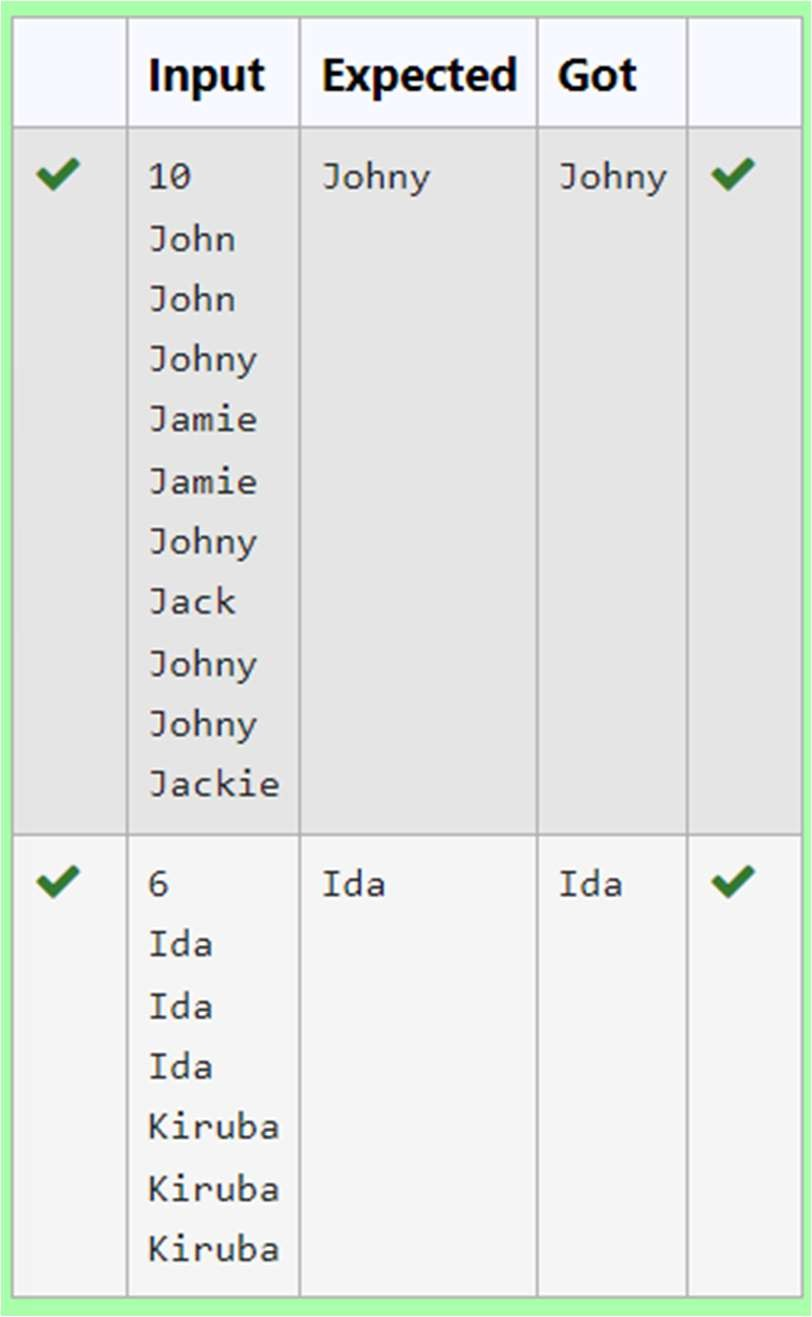 Input Expected Got
10 Johny Johny
John
John
Johny
Jamie
Jamie
Johny
Jack
Johny
Johny
Jackie
6 Ida Ida
Ida
Ida
Ida
Kiruba
Kiruba
Kiruba